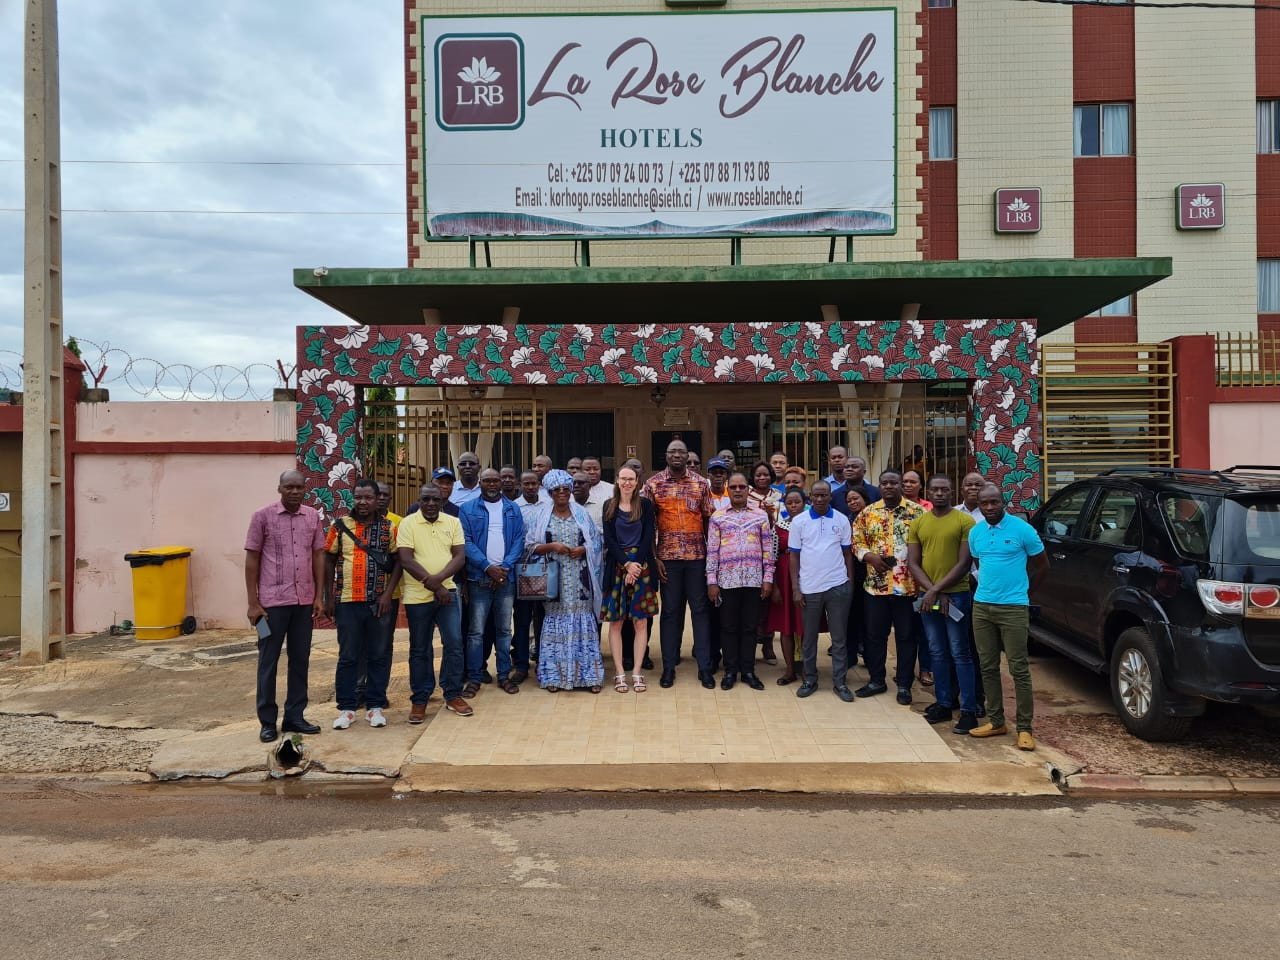 LRB
La Rose Blanche
HOTELS
Cel : +225 07 09 24 00 73 / +225 07 88 71 93 08
Email : korhogo.roseblanche@sieth.ci / www.roseblanche.ci
LRB
LRB